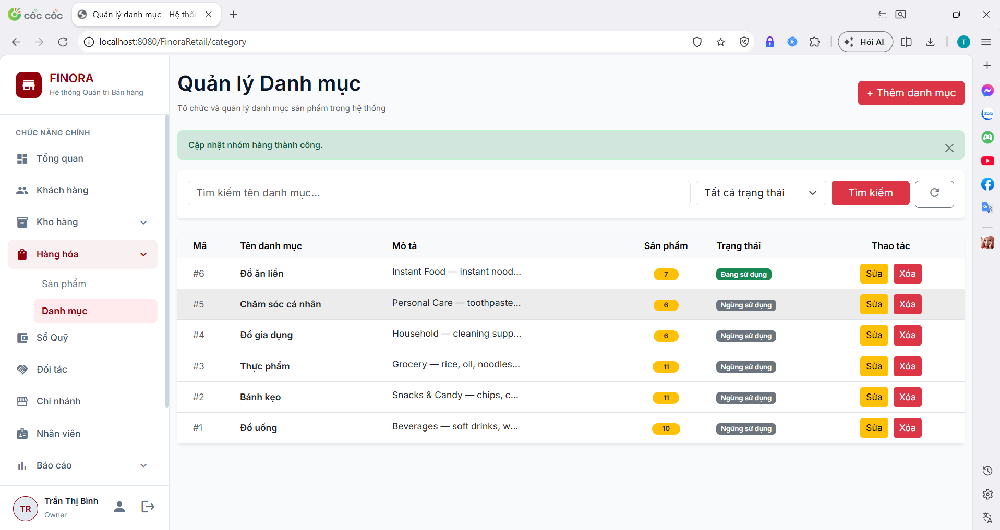 cốc cốc
Quản lý danh mục - Hệ thố
localhost:8080/FinoraRetail/category
Hỏi AI
T
FINORA
Hệ thống Quản trị Bán hàng
CHỨC NĂNG CHÍNH
Tổng quan
Khách hàng
Kho hàng
Hàng hóa
Sản phẩm
Danh mục
Sổ Quỹ
Đối tác
Chi nhánh
Nhân viên
Báo cáo
TR
Trần Thị Bình
Owner
Quản lý Danh mục
Tổ chức và quản lý danh mục sản phẩm trong hệ thống
+ Thêm danh mục
Cập nhật nhóm hàng thành công.
Tìm kiếm tên danh mục...
Tất cả trạng thái
Tìm kiếm
Mã Tên danh mục Mô tả Sản phẩm Trạng thái Thao tác
#6 Đồ ăn liền Instant Food — instant nood... 7 Đang sử dụng Sửa Xóa
#5 Chăm sóc cá nhân Personal Care — toothpaste... 6 Ngừng sử dụng Sửa Xóa
#4 Đồ gia dụng Household — cleaning supp... 6 Ngừng sử dụng Sửa Xóa
#3 Thực phẩm Grocery — rice, oil, noodles... 11 Ngừng sử dụng Sửa Xóa
#2 Bánh kẹo Snacks & Candy — chips, c... 11 Ngừng sử dụng Sửa Xóa
#1 Đồ uống Beverages — soft drinks, w... 10 Ngừng sử dụng Sửa Xóa
Zalo